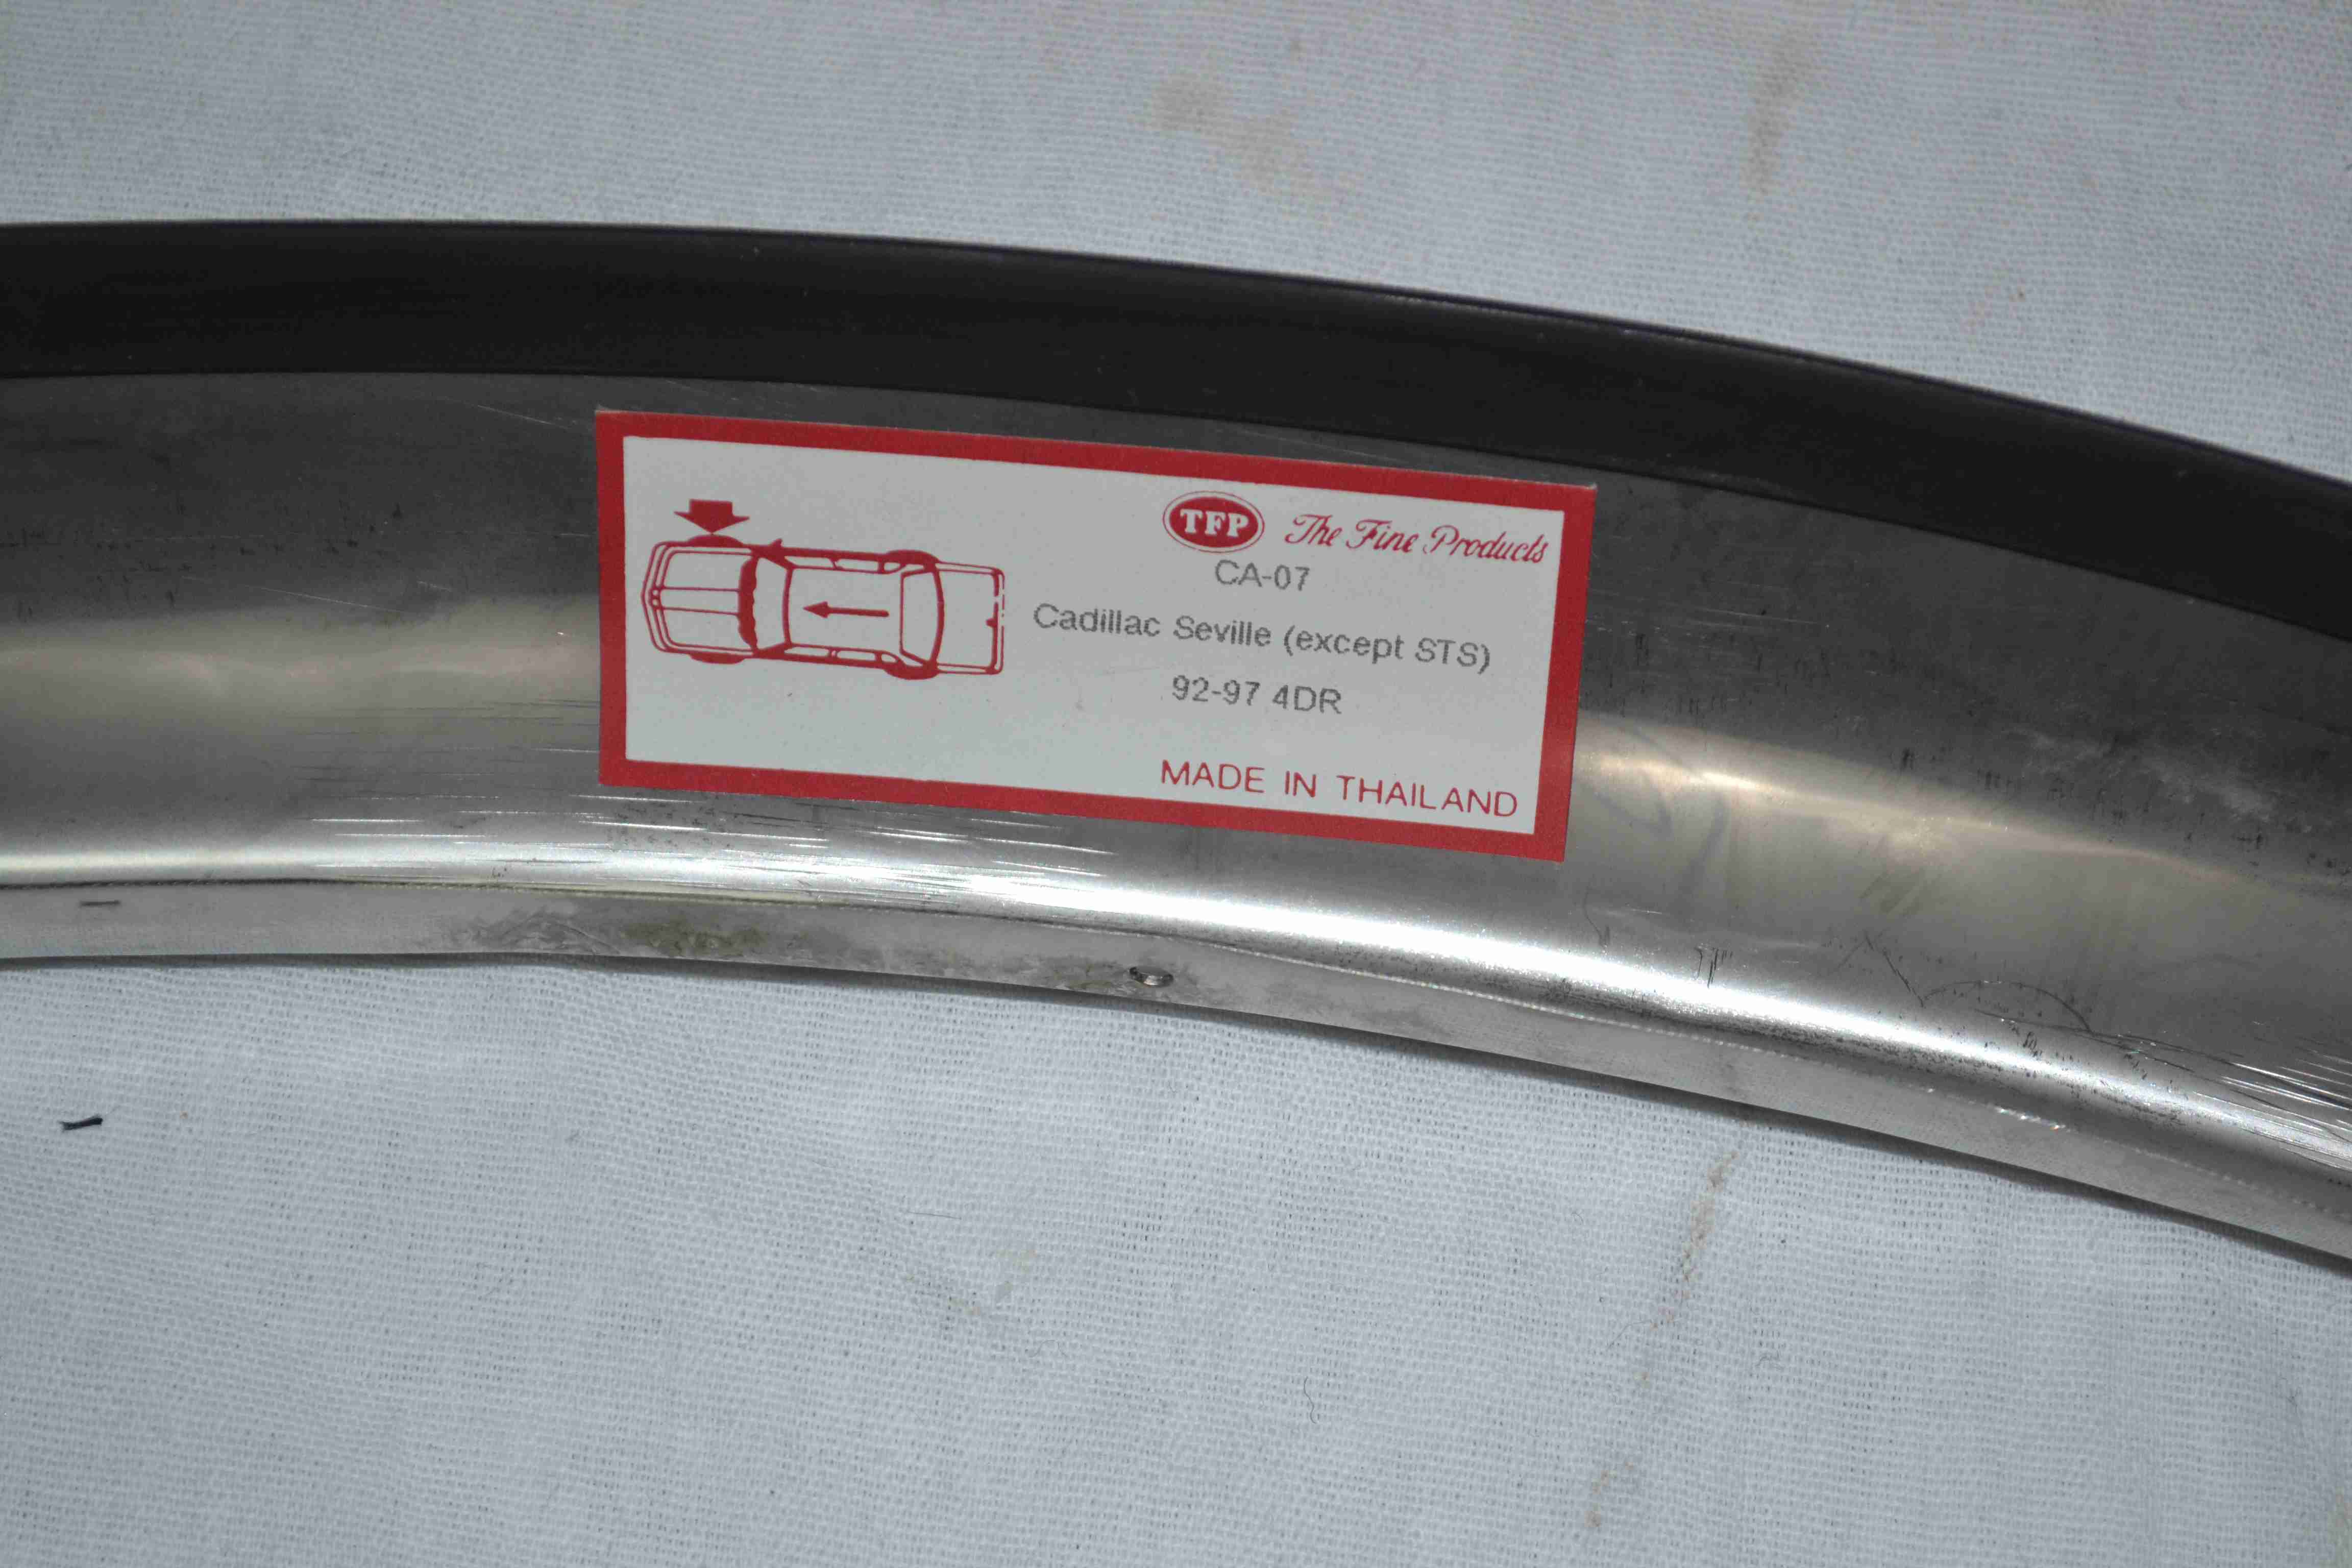 TFP The Fine Products
CA-07
Cadillac Seville (except STS)
92-97 4DR
MADE IN THAILAND